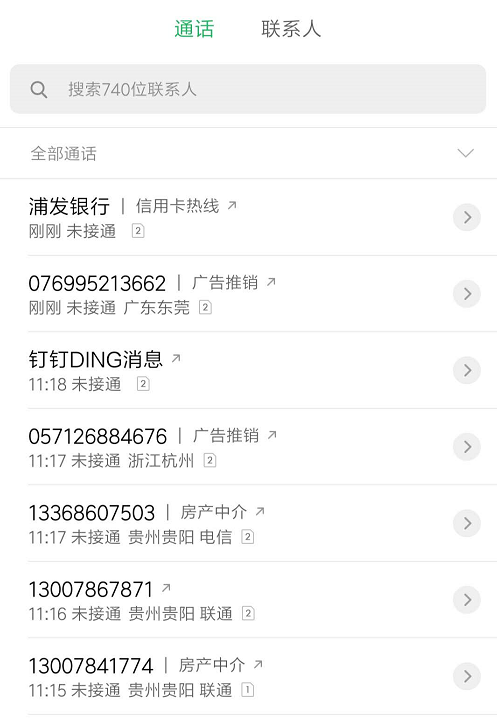 通话 联系人
搜索740位联系人
全部通话
浦发银行 | 信用卡热线
刚刚 未接通 2
076995213662 | 广告推销
刚刚 未接通 广东东莞 2
钉钉DING消息
11:18 未接通 2
057126884676 | 广告推销
11:17 未接通 浙江杭州 2
13368607503 | 房产中介
11:17 未接通 贵州贵阳 电信 2
13007867871
11:16 未接通 贵州贵阳 联通 2
13007841774 | 房产中介
11:15 未接通 贵州贵阳 联通 1